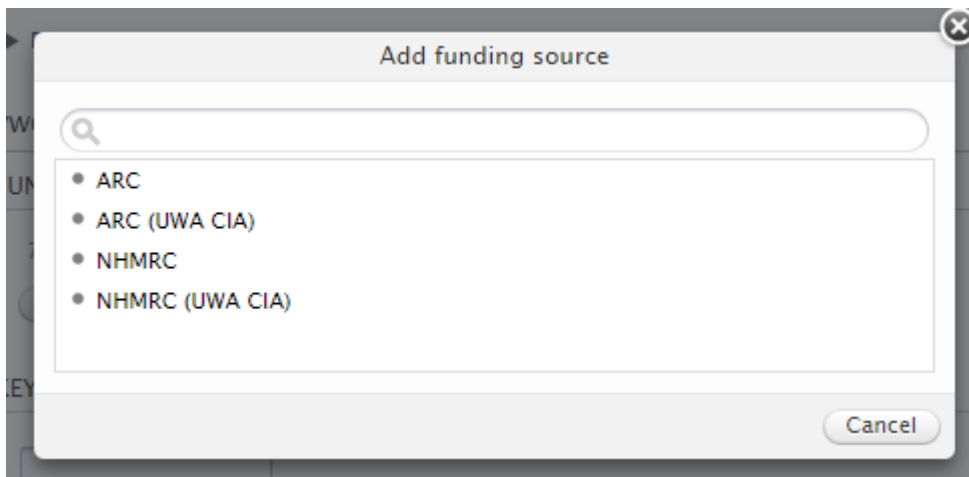 Add funding source
ARC
ARC (UWA CIA)
NHMRC
NHMRC (UWA CIA)
Cancel